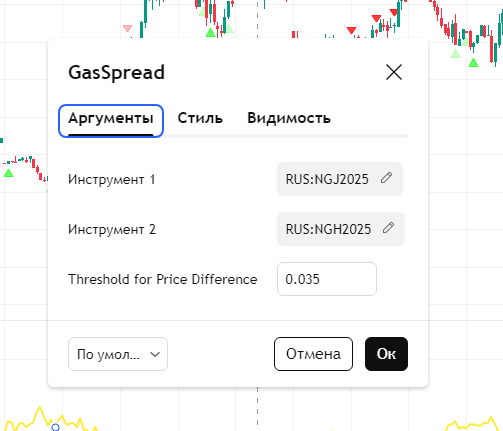 GasSpread
Аргументы Стиль Видимость
Инструмент 1 RUS:NGJ2025
Инструмент 2 RUS:NGH2025
Threshold for Price Difference 0.035
По умол... Отмена Ок